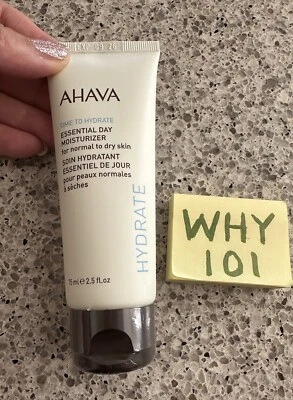 AHAVA
TIME TO HYDRATE
ESSENTIAL DAY
MOISTURIZER
for normal to dry skin
SOIN HYDRATANT
ESSENTIEL DE JOUR
pour peaux normales
à sèches
HYDRATE
75 ml e 2.5 fl.oz
WHY
101